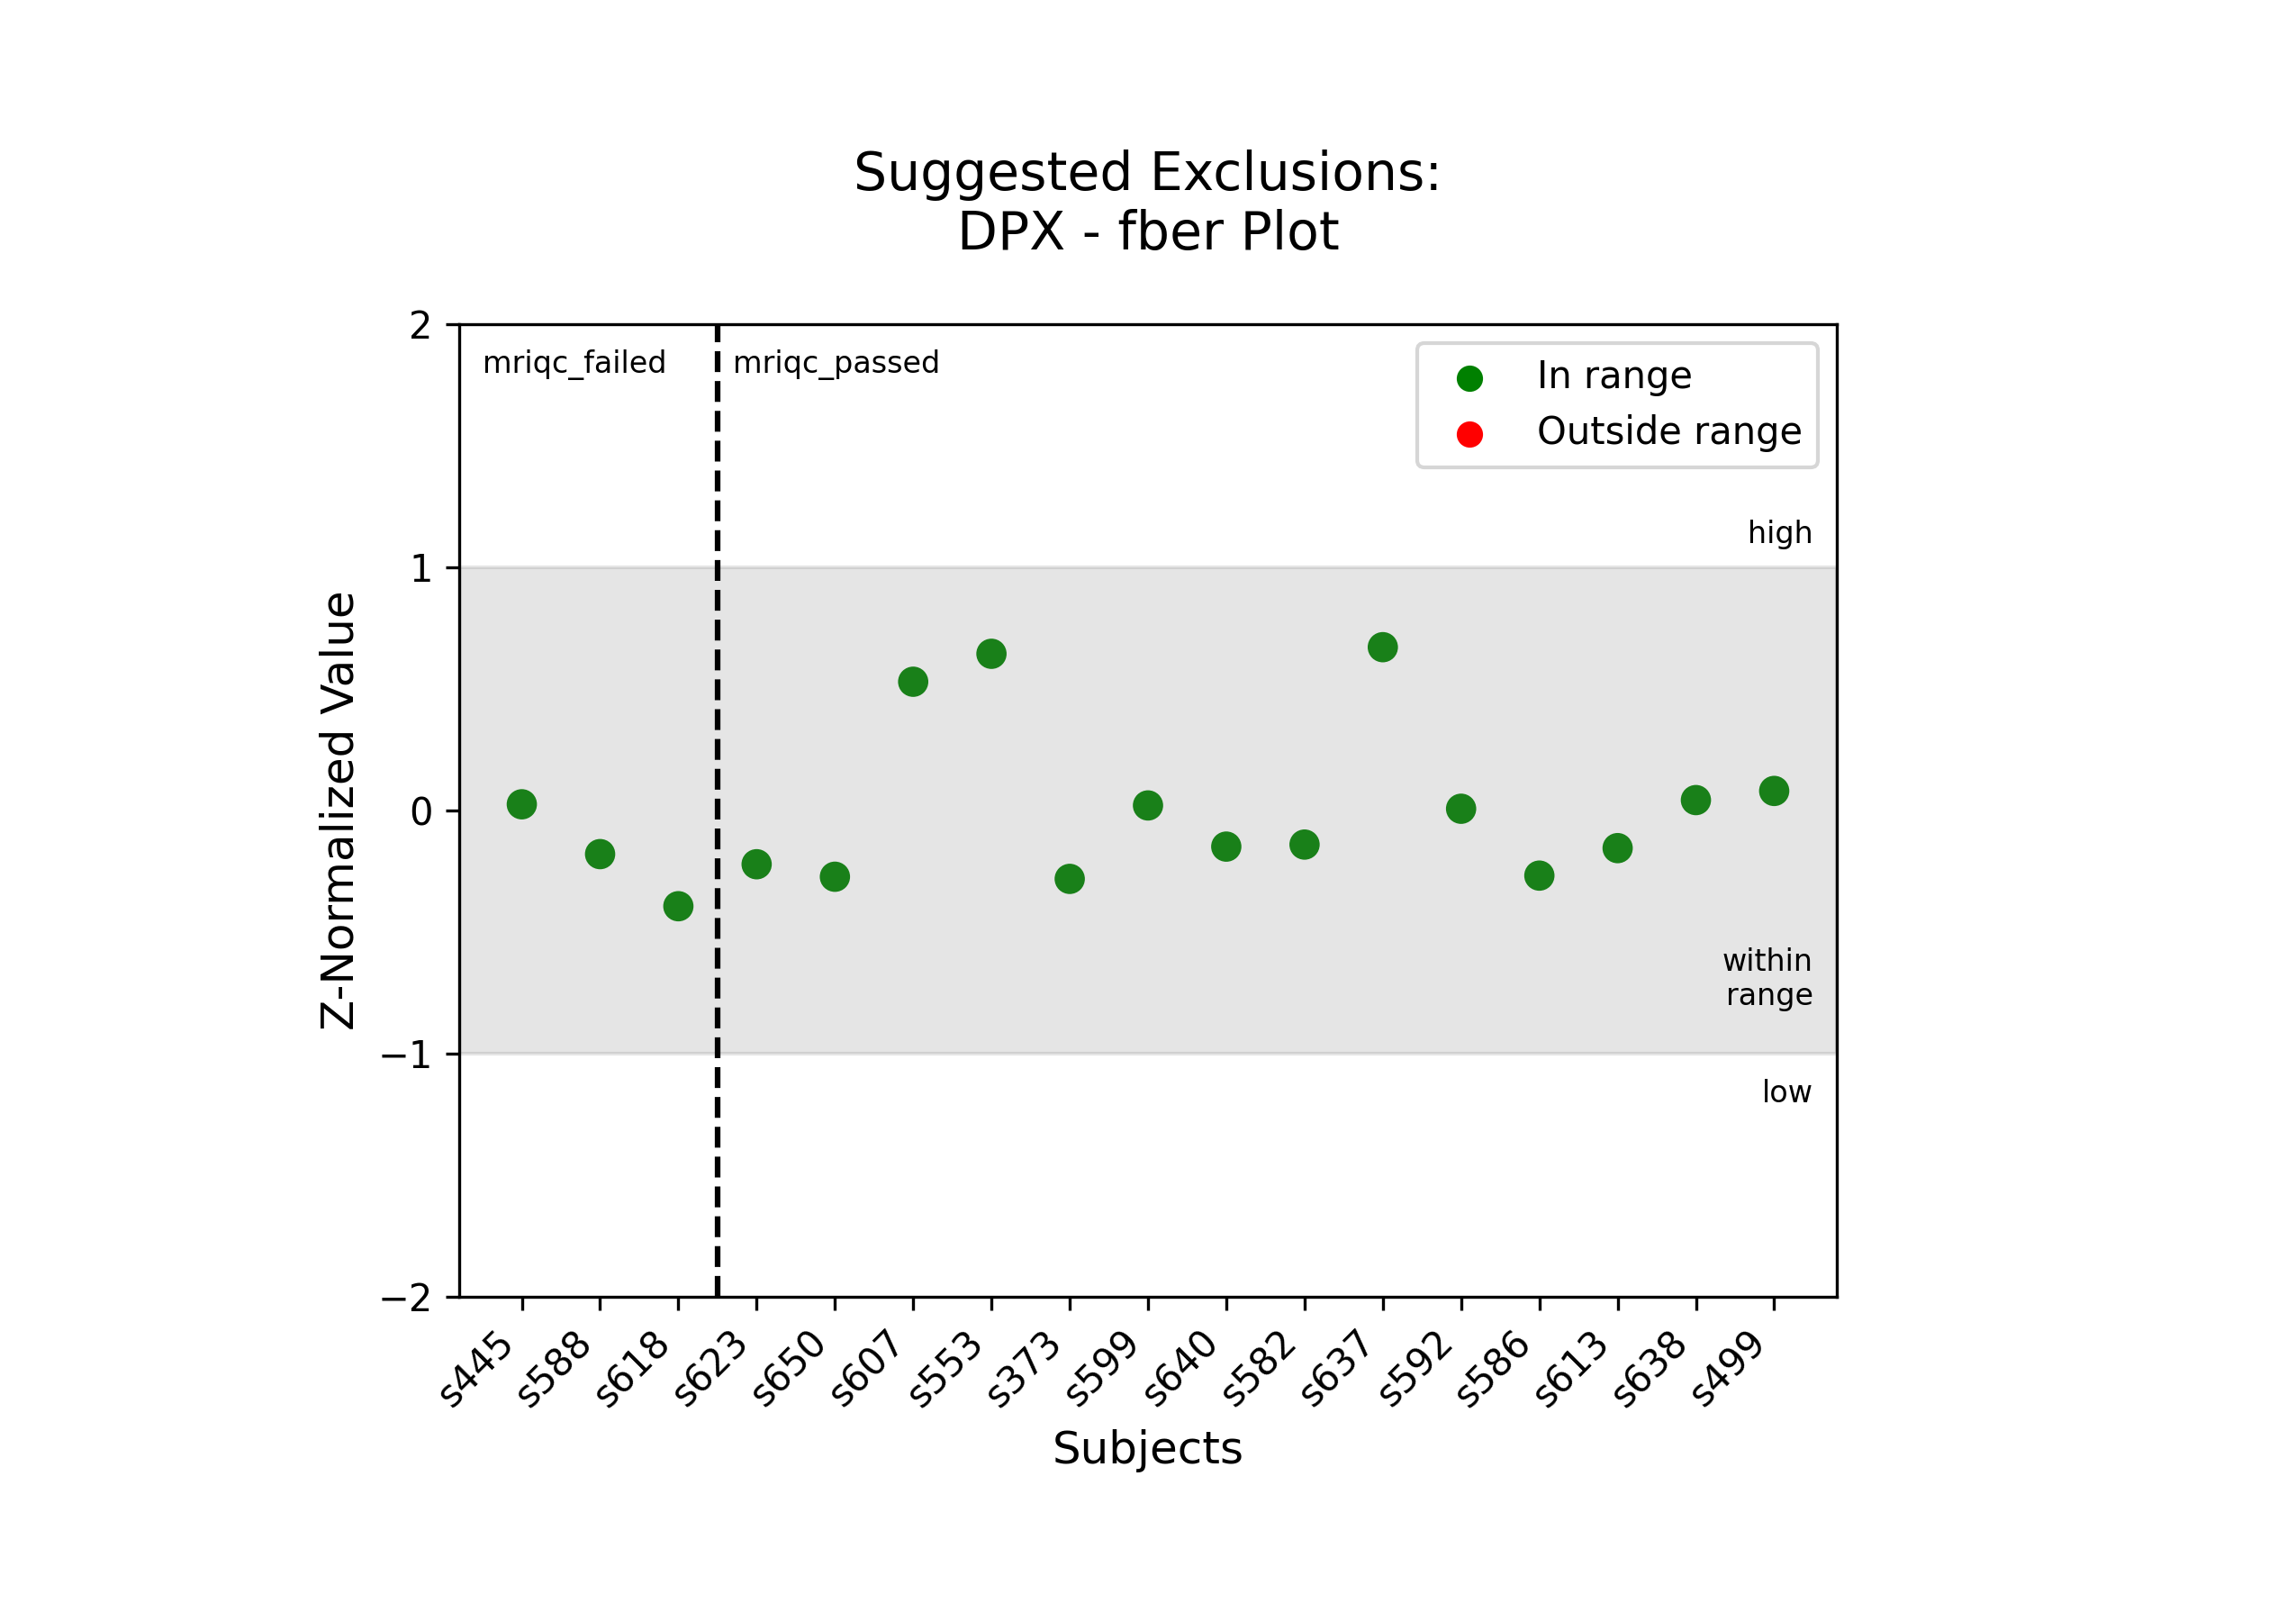 Suggested Exclusions:
DPX - fber Plot
2
mriqc_failed
mriqc_passed
In range
Outside range
high
1
Z-Normalized Value
0
within
range
−1
low
−2
s445
s588
s618
s623
s650
s607
s553
s373
s599
s640
s582
s637
s592
s586
s613
s638
s499
Subjects